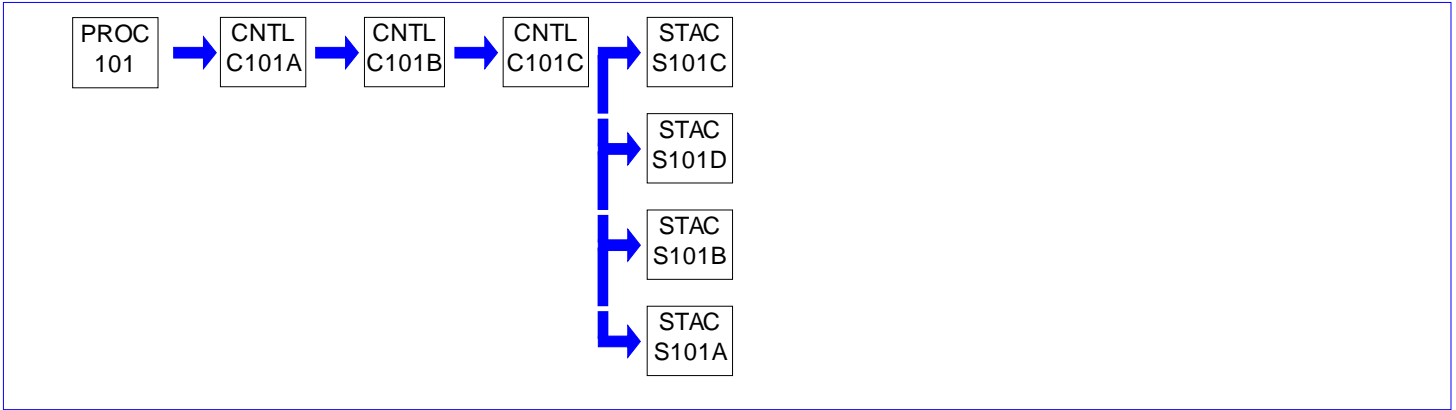 PROC
101
CNTL
C101A
CNTL
C101B
CNTL
C101C
STAC
S101C
STAC
S101D
STAC
S101B
STAC
S101A